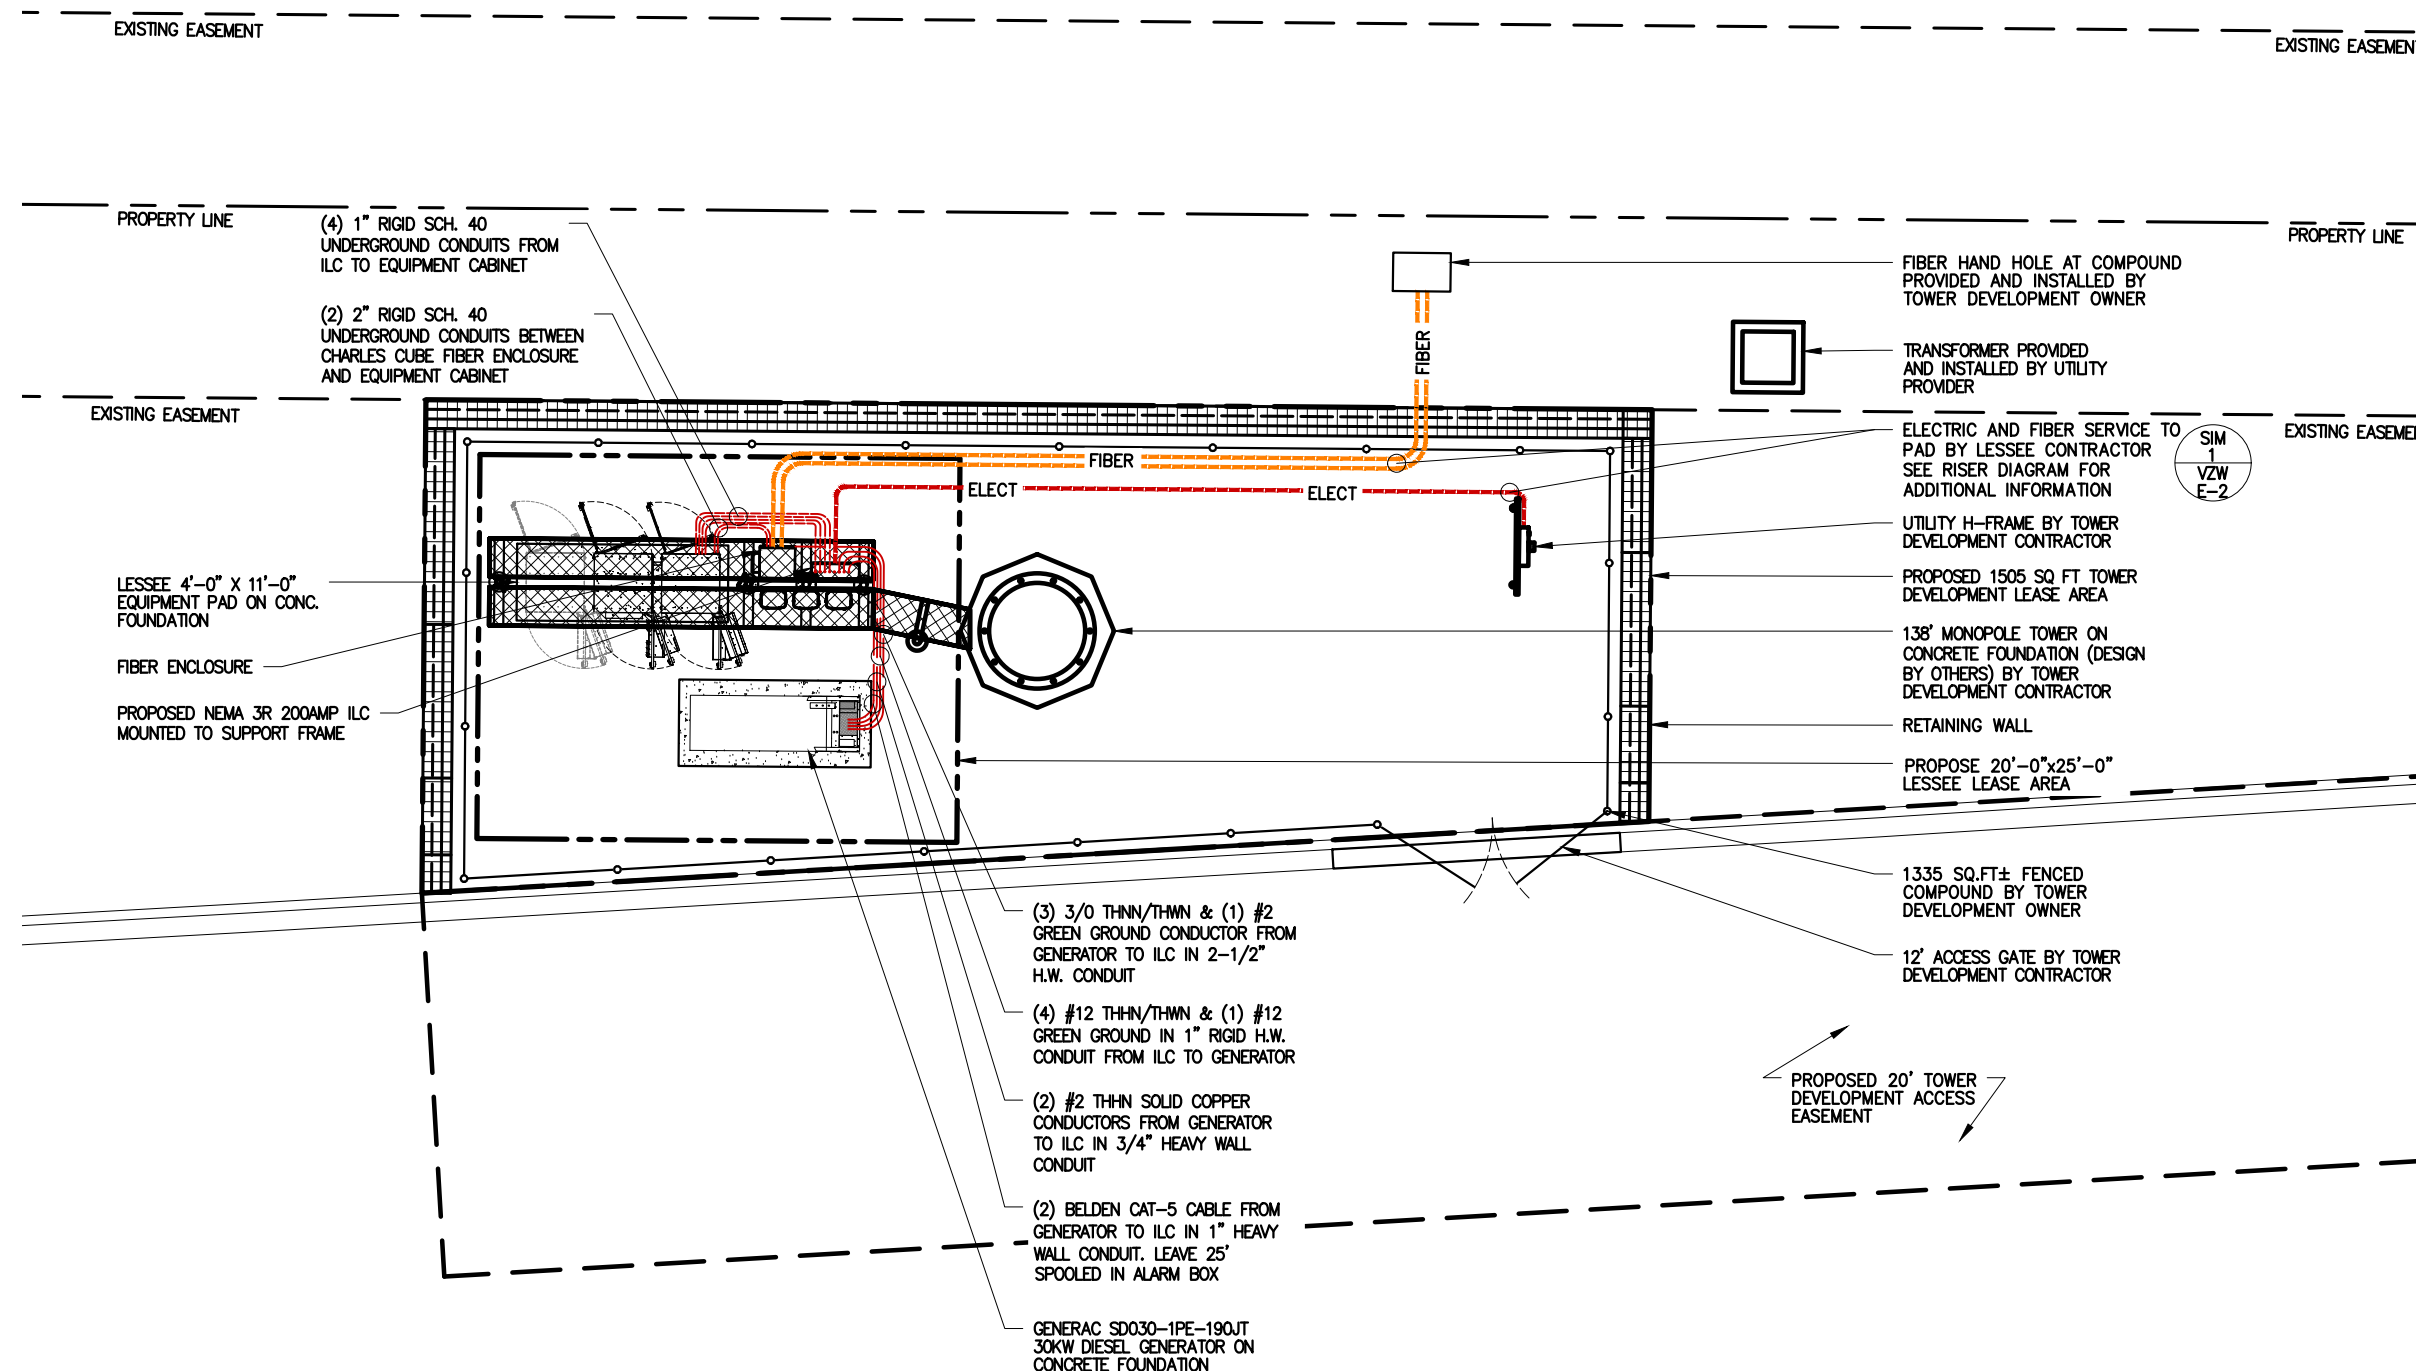 EXISTING EASEMENT
EXISTING EASEMENT
PROPERTY LINE
PROPERTY LINE
(4) 1" RIGID SCH. 40
UNDERGROUND CONDUITS FROM
ILC TO EQUIPMENT CABINET
(2) 2" RIGID SCH. 40
UNDERGROUND CONDUITS BETWEEN
CHARLES CUBE FIBER ENCLOSURE
AND EQUIPMENT CABINET
EXISTING EASEMENT
LESSEE 4'-0" X 11'-0"
EQUIPMENT PAD ON CONC.
FOUNDATION
FIBER ENCLOSURE
PROPOSED NEMA 3R 200AMP ILC
MOUNTED TO SUPPORT FRAME
FIBER
FIBER
ELECT
ELECT
FIBER HAND HOLE AT COMPOUND
PROVIDED AND INSTALLED BY
TOWER DEVELOPMENT OWNER
TRANSFORMER PROVIDED
AND INSTALLED BY UTILITY
PROVIDER
ELECTRIC AND FIBER SERVICE TO
PAD BY LESSEE CONTRACTOR
SEE RISER DIAGRAM FOR
ADDITIONAL INFORMATION
SIM
1
VZW
E-2
EXISTING EASEME
UTILITY H-FRAME BY TOWER
DEVELOPMENT CONTRACTOR
PROPOSED 1505 SQ FT TOWER
DEVELOPMENT LEASE AREA
138' MONOPOLE TOWER ON
CONCRETE FOUNDATION (DESIGN
BY OTHERS) BY TOWER
DEVELOPMENT CONTRACTOR
RETAINING WALL
PROPOSE 20'-0"x25'-0"
LESSEE LEASE AREA
1335 SQ.FT± FENCED
COMPOUND BY TOWER
DEVELOPMENT OWNER
12' ACCESS GATE BY TOWER
DEVELOPMENT CONTRACTOR
PROPOSED 20' TOWER
DEVELOPMENT ACCESS
EASEMENT
(3) 3/0 THNN/THWN & (1) #2
GREEN GROUND CONDUCTOR FROM
GENERATOR TO ILC IN 2-1/2"
H.W. CONDUIT
(4) #12 THHN/THWN & (1) #12
GREEN GROUND IN 1" RIGID H.W.
CONDUIT FROM ILC TO GENERATOR
(2) #2 THHN SOLID COPPER
CONDUCTORS FROM GENERATOR
TO ILC IN 3/4" HEAVY WALL
CONDUIT
(2) BELDEN CAT-5 CABLE FROM
GENERATOR TO ILC IN 1" HEAVY
WALL CONDUIT. LEAVE 25'
SPOOLED IN ALARM BOX
GENERAC SD030-1PE-190JT
30KW DIESEL GENERATOR ON
CONCRETE FOUNDATION